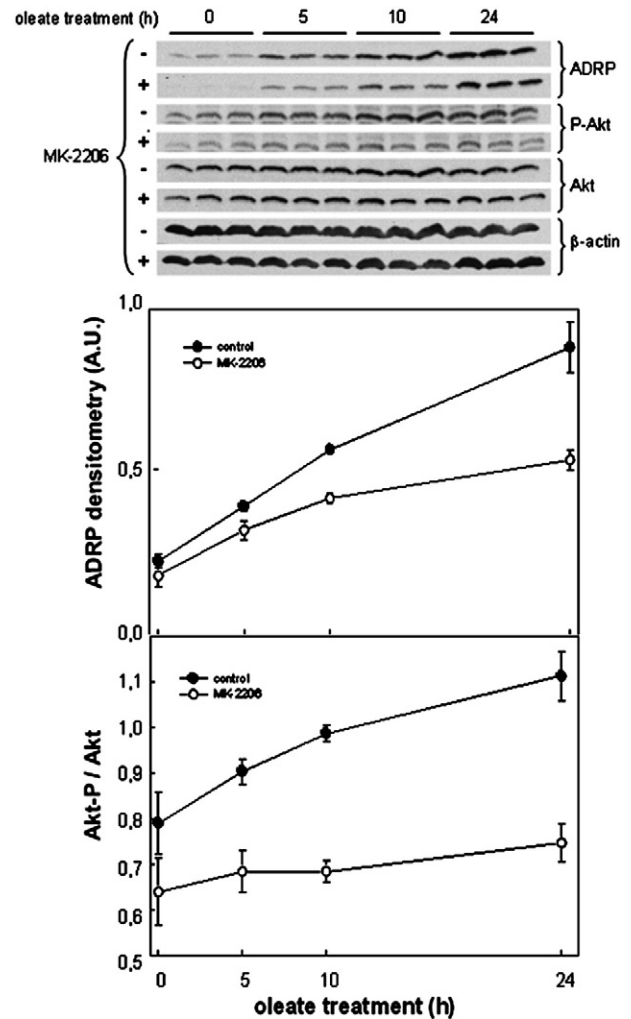 oleate treatment (h) 0 5 10 24
MK-2206
- ADRP
+
- P-Akt
+
- Akt
+
- β-actin
+
1,0
control
MK-2206
0,5
0,0
ADRP densitometry (A.U.)
control
MK-2206
1,1
1,0
0,9
0,8
0,7
0,6
0,5
Akt-P / Akt
0 5 10 24
oleate treatment (h)